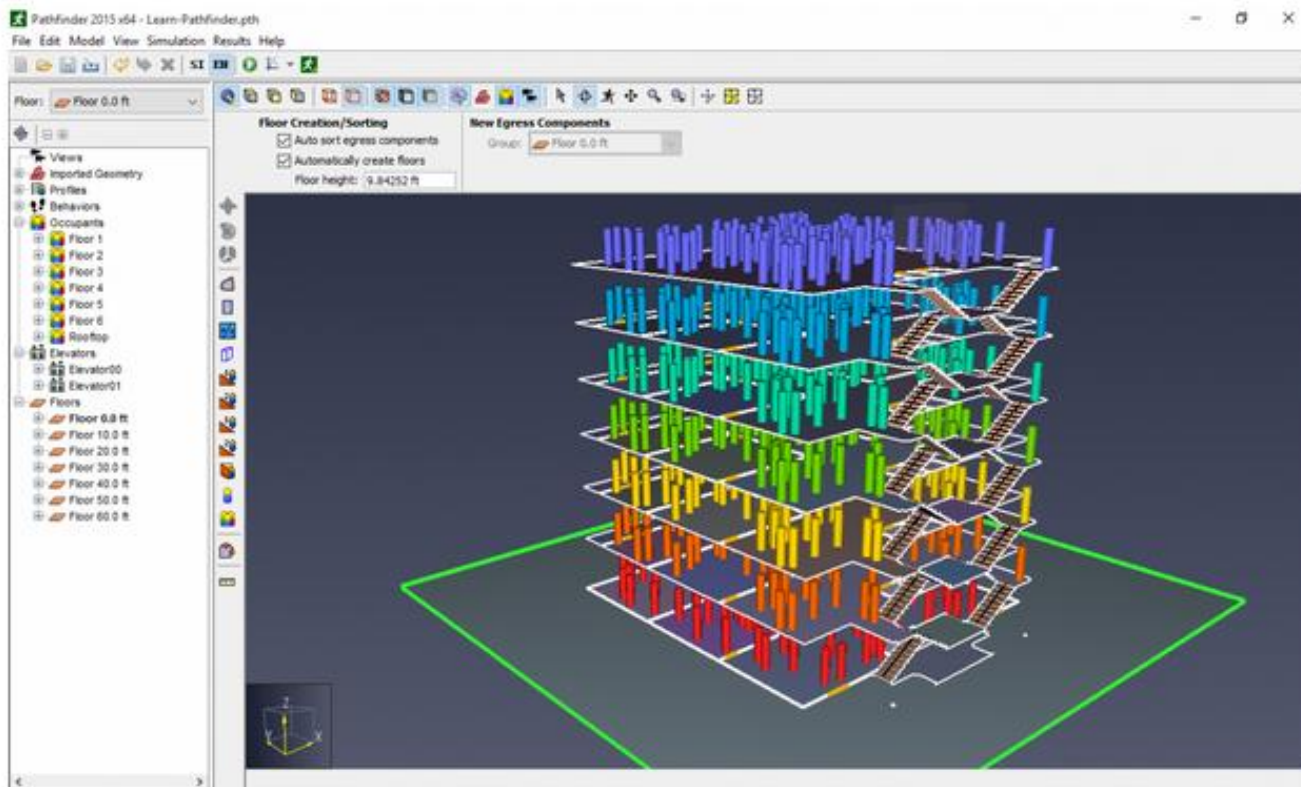 Pathfinder 2015 x64 - Learn-Pathfinder.pth
File Edit Model View Simulation Results Help
SI EN
Floor: Floor 0.0 ft
Floor Creation/Sorting
Auto sort egress components
Automatically create floors
Floor height: 9.84252 ft
New Egress Components
Group: Floor 0.0 ft
Views
Imported Geometry
Profiles
Behaviors
Occupants
Floor 1
Floor 2
Floor 3
Floor 4
Floor 5
Floor 6
Rooftop
Elevators
Elevator00
Elevator01
Floors
Floor 0.0 ft
Floor 10.0 ft
Floor 20.0 ft
Floor 30.0 ft
Floor 40.0 ft
Floor 50.0 ft
Floor 60.0 ft
Z
Y X